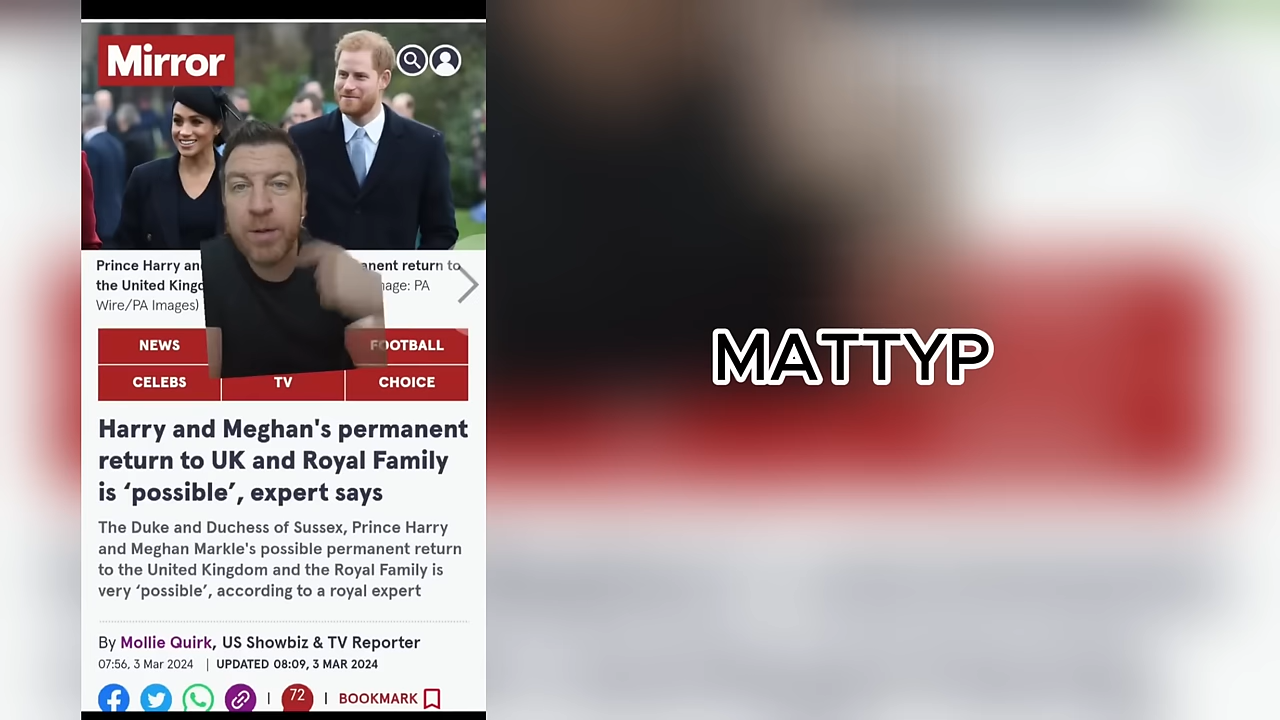 Mirror
Prince Harry an anent return to
the United Kingd mage: PA
Wire/PA Images)
NEWS FOOTBALL
CELEBS TV CHOICE
Harry and Meghan's permanent
return to UK and Royal Family
is ‘possible’, expert says
The Duke and Duchess of Sussex, Prince Harry
and Meghan Markle's possible permanent return
to the United Kingdom and the Royal Family is
very ‘possible’, according to a royal expert
By Mollie Quirk, US Showbiz & TV Reporter
07:56, 3 Mar 2024 | UPDATED 08:09, 3 MAR 2024
72 BOOKMARK
MATTYP